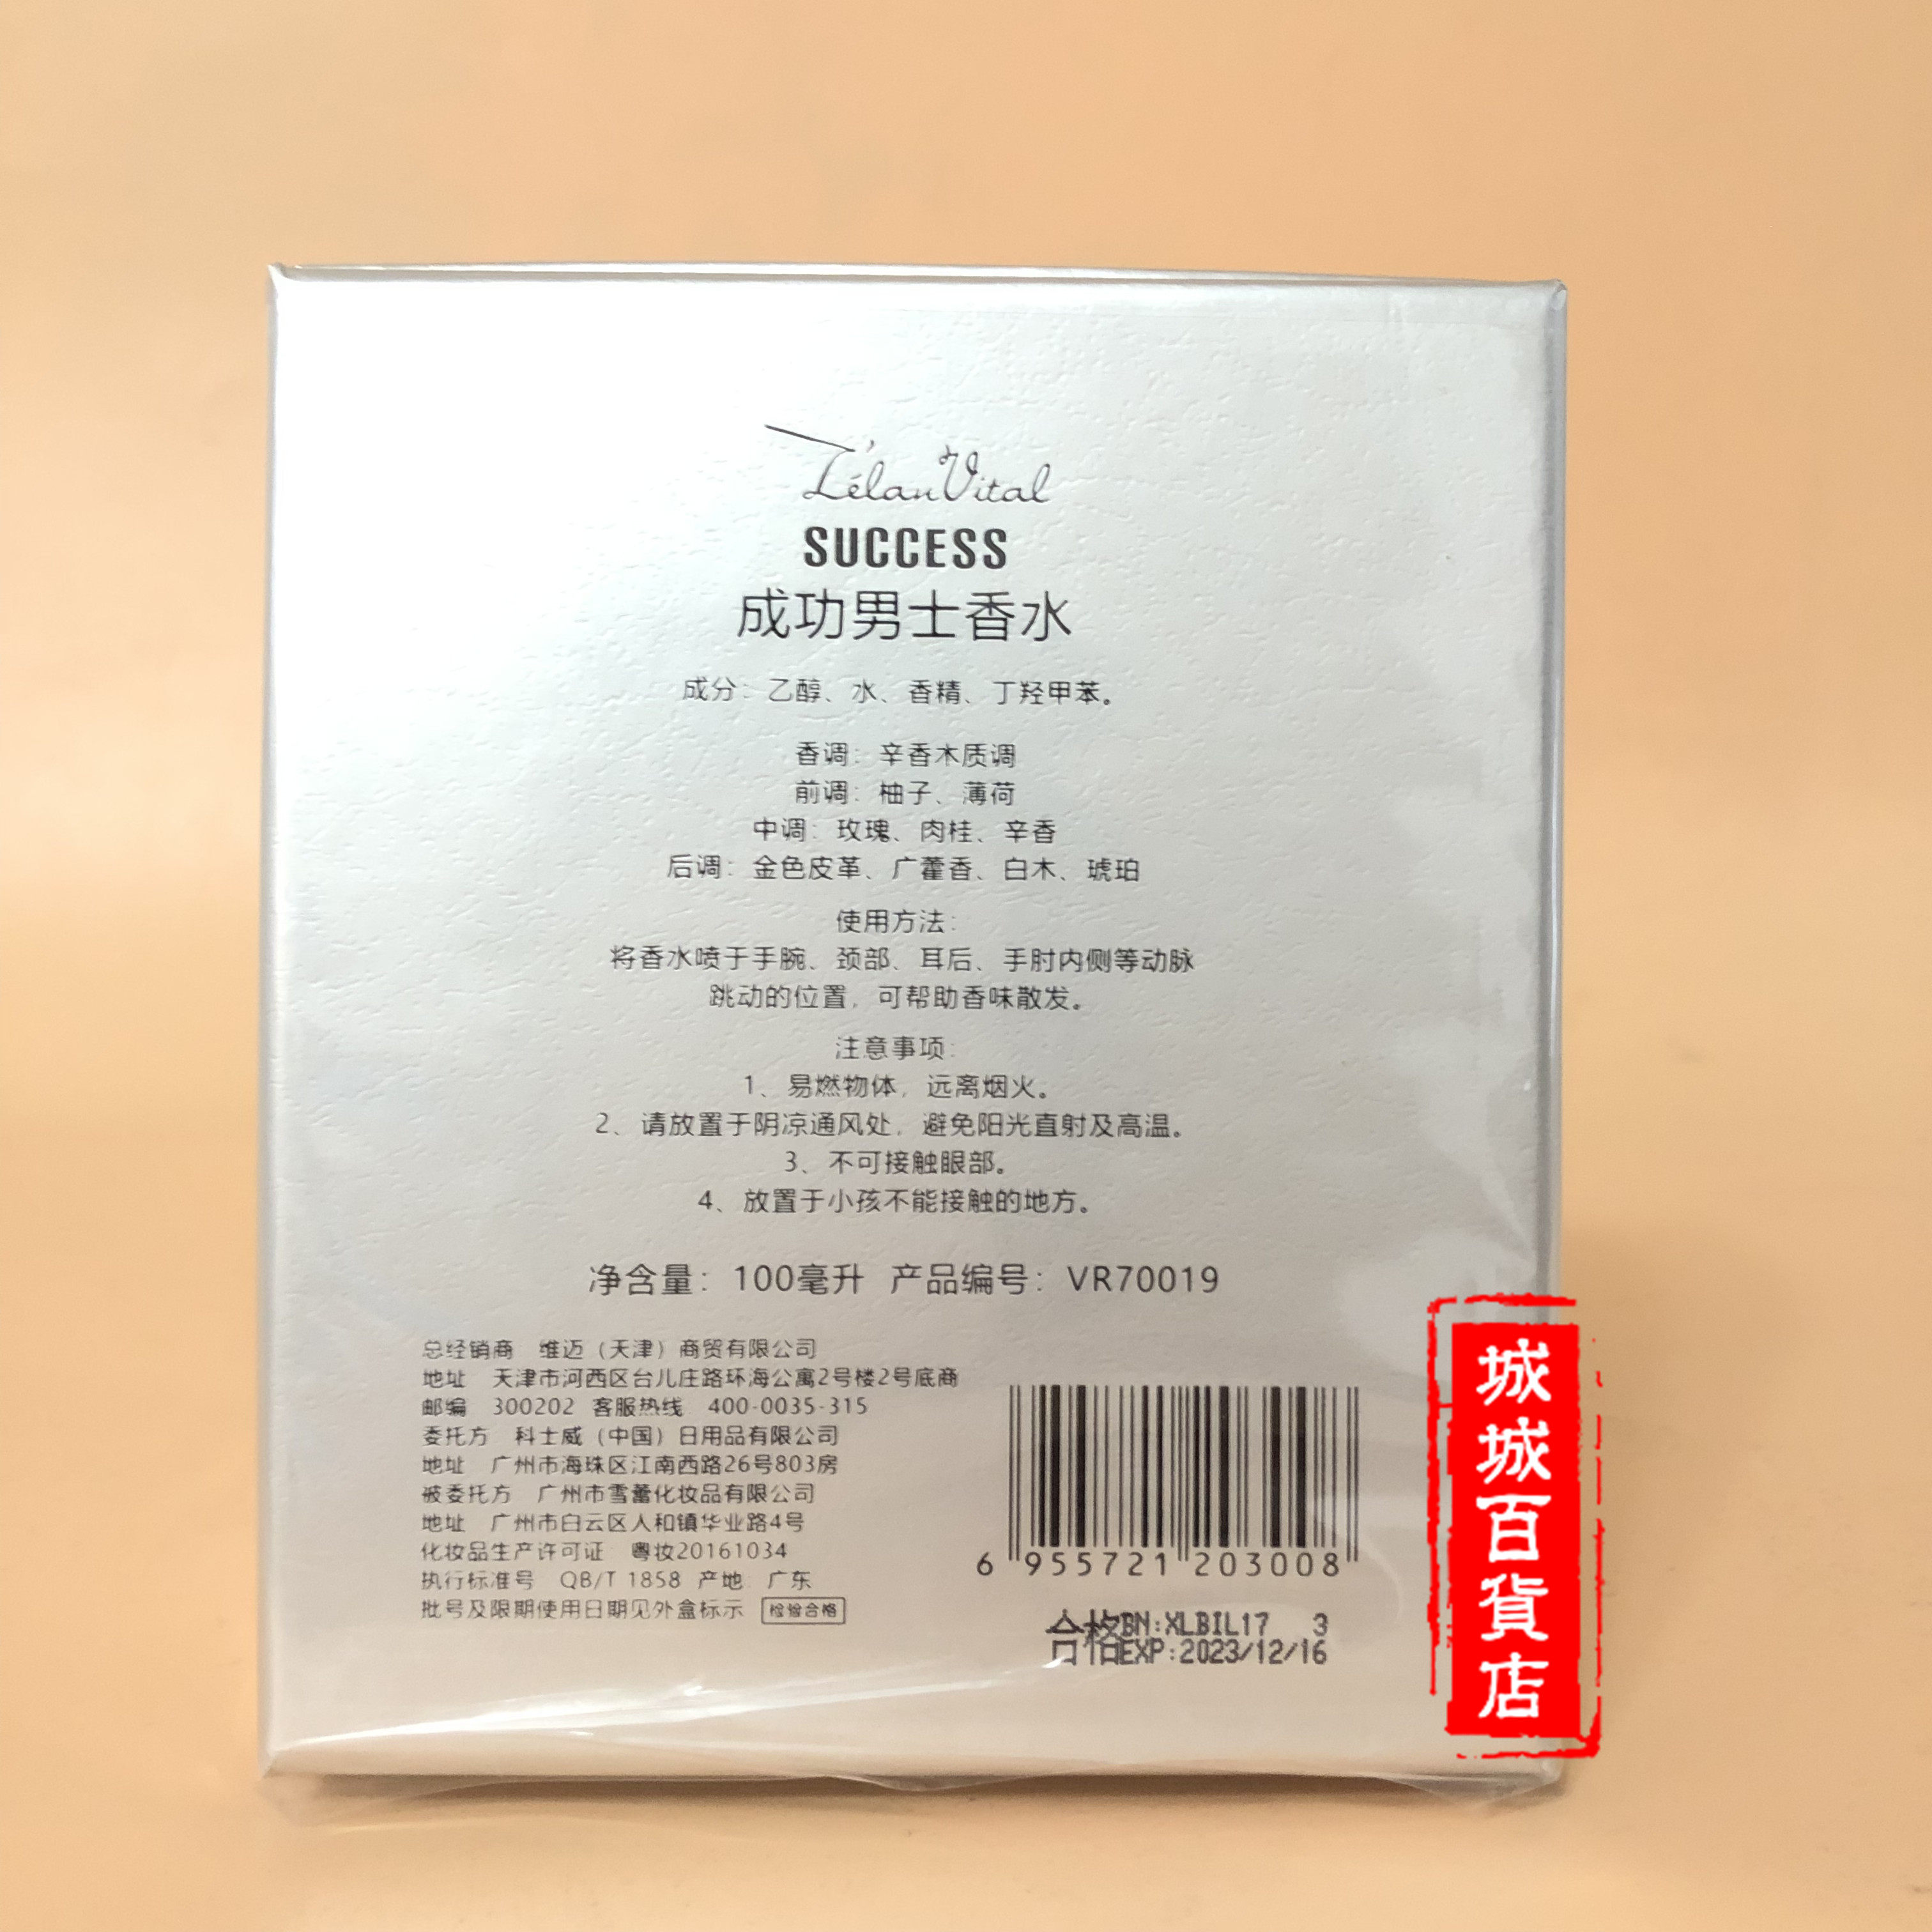 L'élan Vital
SUCCESS
成功男士香水
成分：乙醇、水、香精、丁羟甲苯。
香调：辛香木质调
前调：柚子、薄荷
中调：玫瑰、肉桂、辛香
后调：金色皮革、广藿香、白木、琥珀
使用方法：
将香水喷于手腕、颈部、耳后、手肘内侧等动脉
跳动的位置，可帮助香味散发。
注意事项：
1、易燃物体，远离烟火。
2、请放置于阴凉通风处，避免阳光直射及高温。
3、不可接触眼部。
4、放置于小孩不能接触的地方。
净含量：100毫升 产品编号：VR70019
总经销商 维迈（天津）商贸有限公司
地址 天津市河西区台儿庄路环海公寓2号楼2号底商
邮编 300202 客服热线 400-0035-315
委托方 科士威（中国）日用品有限公司
地址 广州市海珠区江南西路26号803房
被委托方 广州市雪蕾化妆品有限公司
地址 广州市白云区人和镇华业路4号
化妆品生产许可证 粤妆20161034
执行标准号 QB/T 1858 产地 广东
批号及限期使用日期见外盒标示 检验合格
6 955721 203008
合格BN:XLBIL17 3
EXP:2023/12/16
城城百貨店